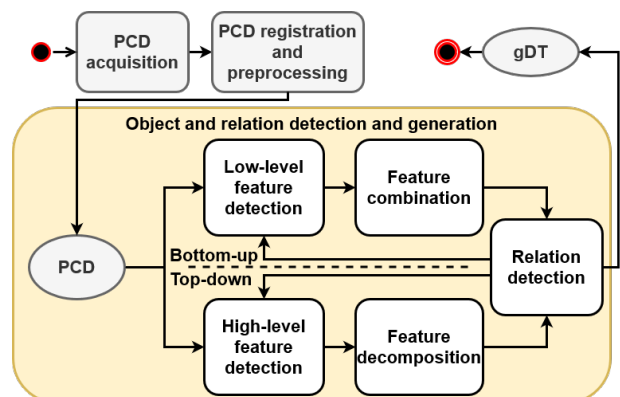 PCD
acquisition
PCD registration
and
preprocessing
gDT
Object and relation detection and generation
Low-level
feature
detection
Feature
combination
PCD
Bottom-up
Top-down
Relation
detection
High-level
feature
detection
Feature
decomposition